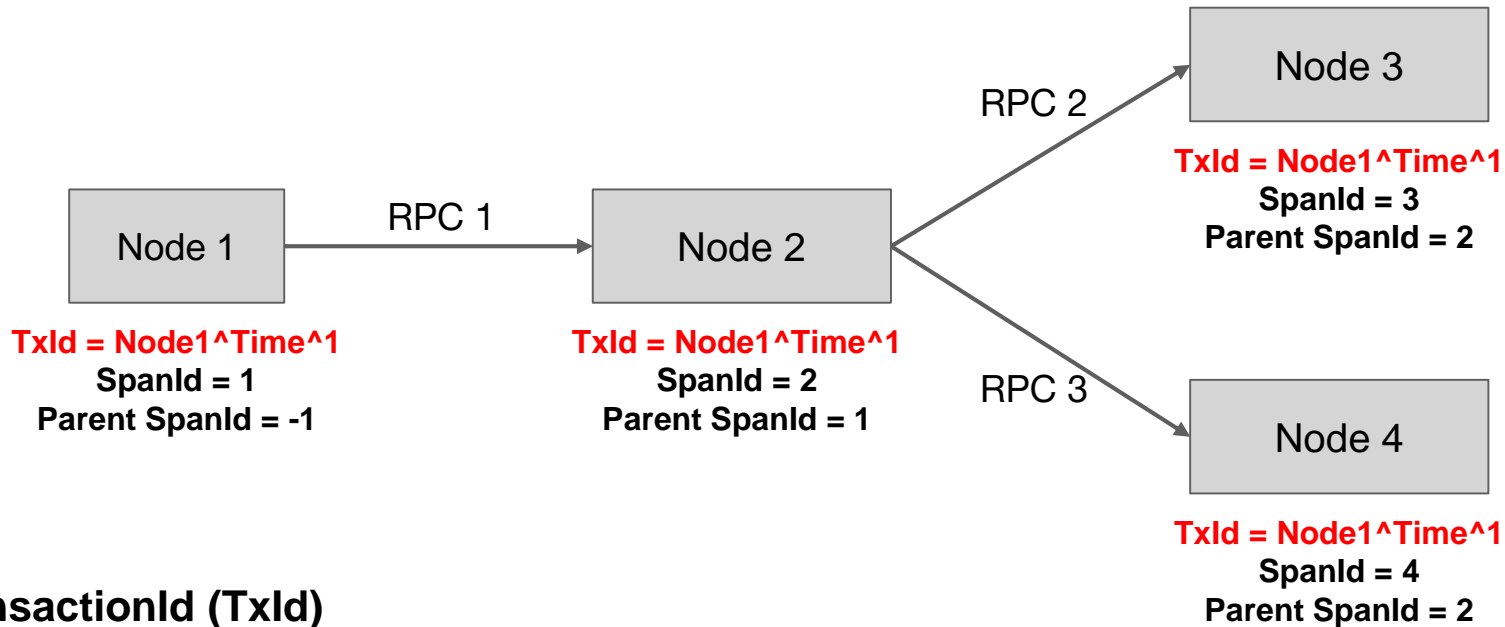 Node 1
TxId = Node1^Time^1
SpanId = 1
Parent SpanId = -1
RPC 1
Node 2
TxId = Node1^Time^1
SpanId = 2
Parent SpanId = 1
RPC 2
Node 3
TxId = Node1^Time^1
SpanId = 3
Parent SpanId = 2
RPC 3
Node 4
TxId = Node1^Time^1
SpanId = 4
Parent SpanId = 2
nsactionId (TxId)